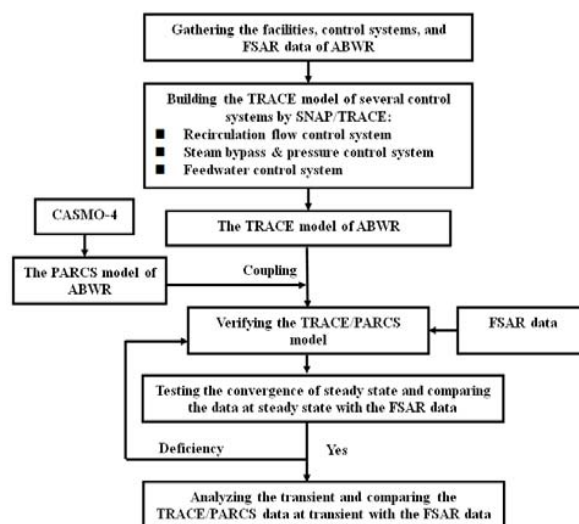 Gathering the facilities, control systems, and
FSAR data of ABWR
Building the TRACE model of several control
systems by SNAP/TRACE:
■ Recirculation flow control system
■ Steam bypass & pressure control system
■ Feedwater control system
CASMO-4
The TRACE model of ABWR
The PARCS model of
ABWR
Coupling
Verifying the TRACE/PARCS
model
FSAR data
Testing the convergence of steady state and comparing
the data at steady state with the FSAR data
Deficiency
Yes
Analyzing the transient and comparing the
TRACE/PARCS data at transient with the FSAR data